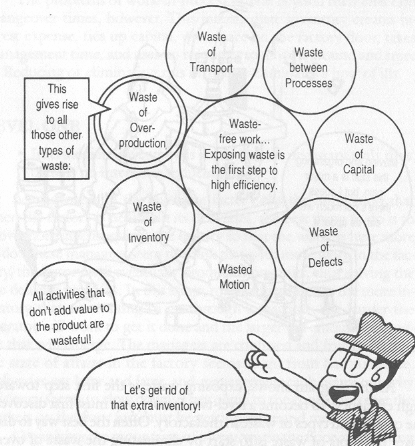 Waste
of
Transport
Waste
between
Processes
This
gives rise
to all
those other
types of
waste:
Waste
of
Over-
production
Waste-
free work...
Exposing waste is
the first step to
high efficiency.
Waste
of
Capital
Waste
of
Inventory
Waste
of
Defects
Wasted
Motion
All activities that
don't add value to
the product are
wasteful!
Let's get rid of
that extra inventory!